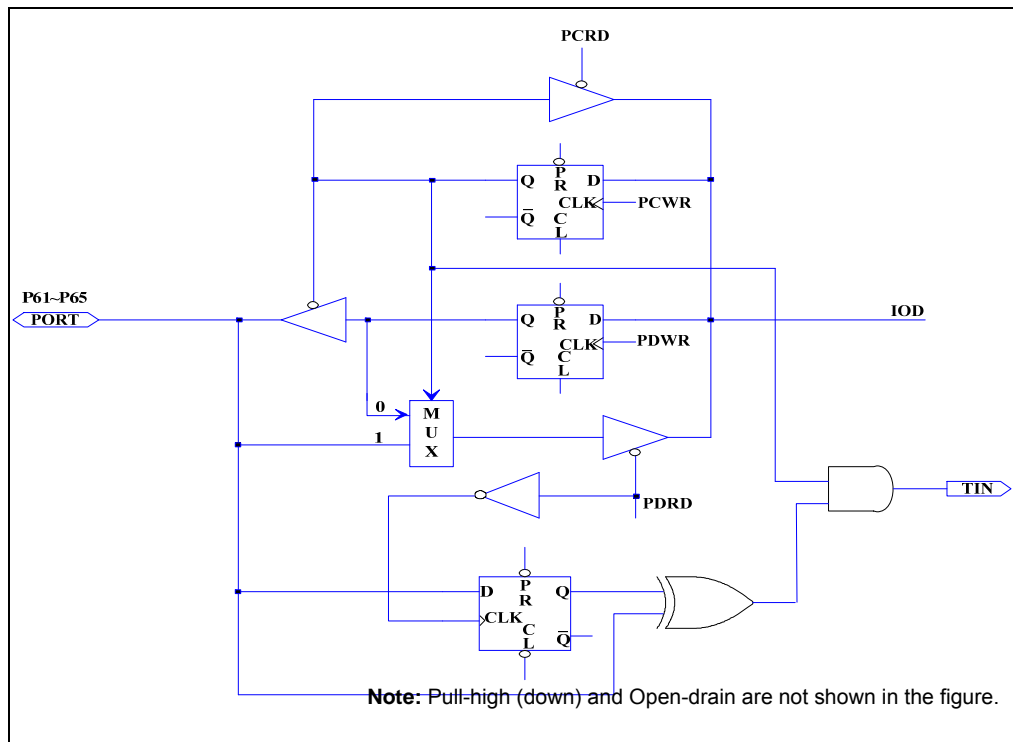 PCRD
P
Q R D
CLK PCWR
Q̅ C
L
P61~P65
PORT
P
Q R D
IOD
CLK PDWR
Q̅ C
L
0 M
U
1 X
PDRD
TIN
P
D R Q
CLK
C
L Q̅
Note: Pull-high (down) and Open-drain are not shown in the figure.